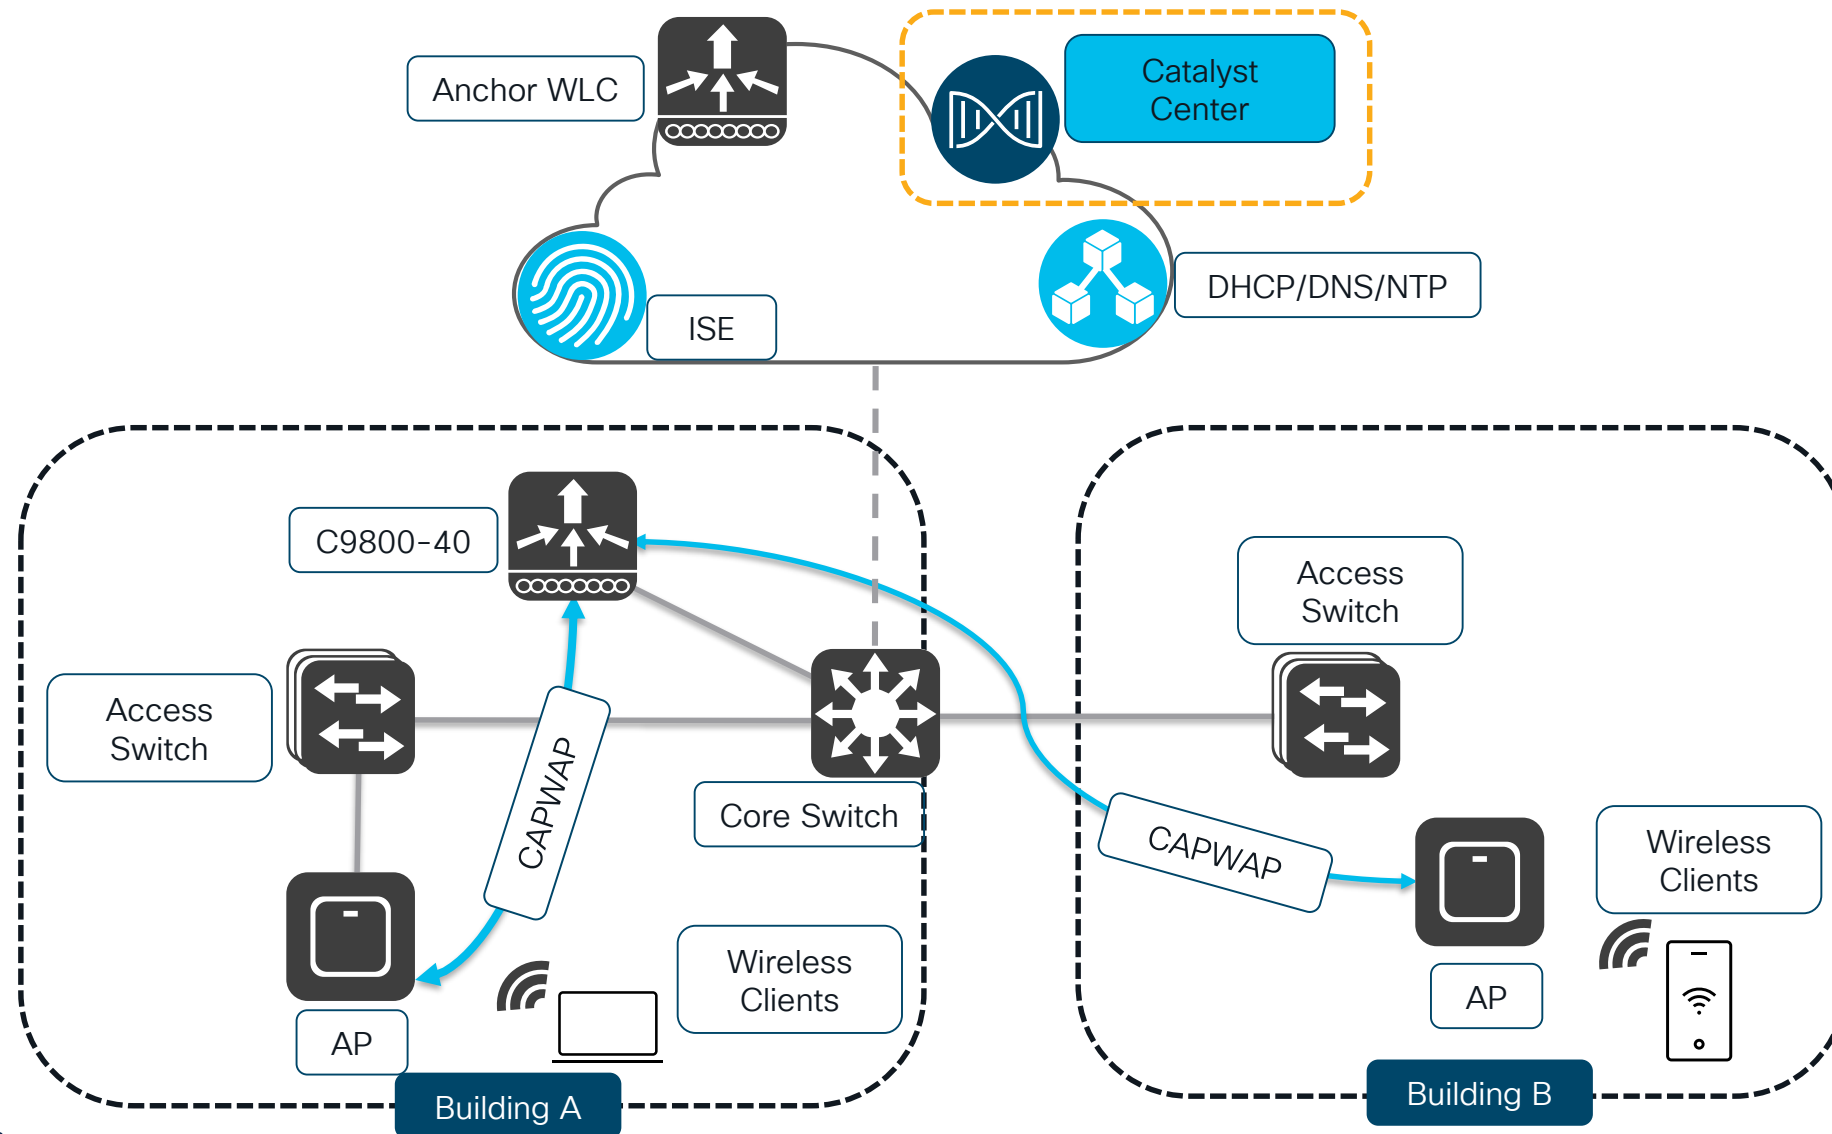 Anchor WLC
Catalyst
Center
DHCP/DNS/NTP
ISE
C9800-40
Access
Switch
Access
Switch
CAPWAP
Core Switch
CAPWAP
Wireless
Clients
Wireless
Clients
AP
AP
Building A
Building B